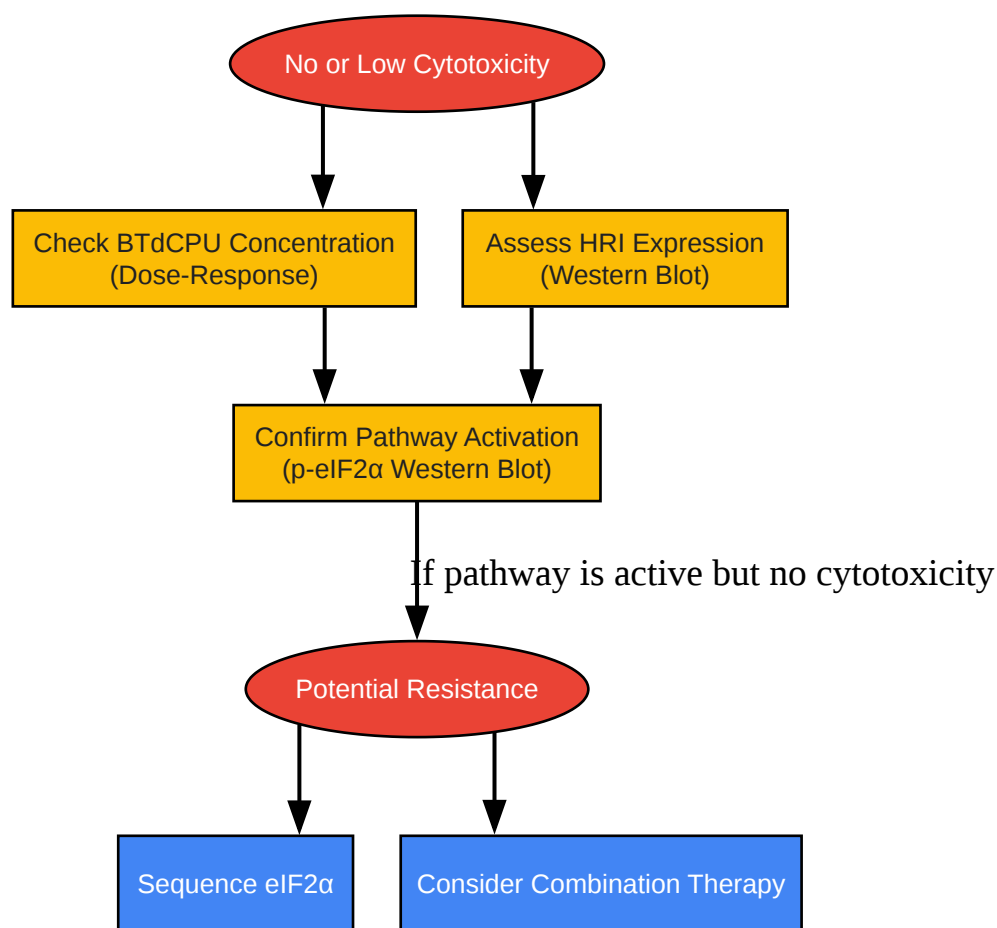 No or Low Cytotoxicity
Check BTdCPU Concentration
(Dose-Response)
Assess HRI Expression
(Western Blot)
Confirm Pathway Activation
(p-eIF2α Western Blot)
If pathway is active but no cytotoxicity
Potential Resistance
Sequence eIF2α
Consider Combination Therapy